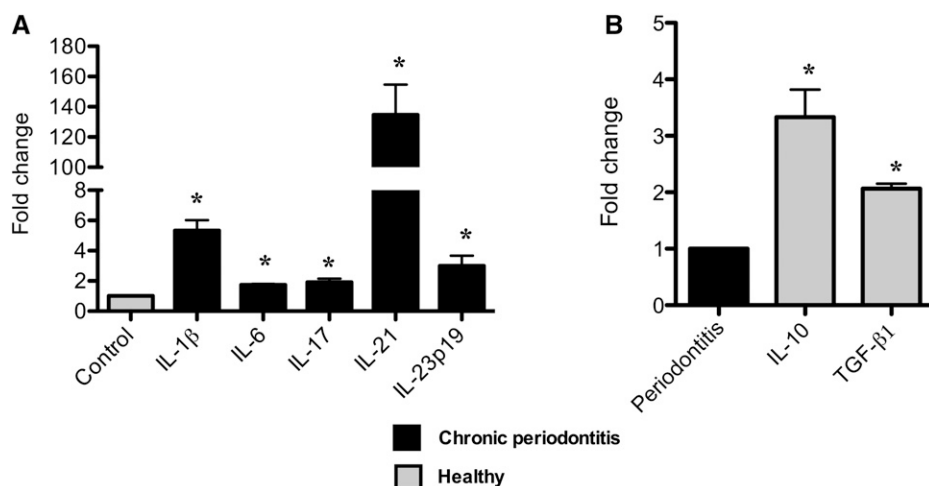 A
Fold change
180
160
140
120
100
8
6
4
2
0
*
*
*
*
*
Control
IL-1β
IL-6
IL-17
IL-21
IL-23p19
B
Fold change
5
4
3
2
1
0
*
*
Periodontitis
IL-10
TGF-β1
Chronic periodontitis
Healthy